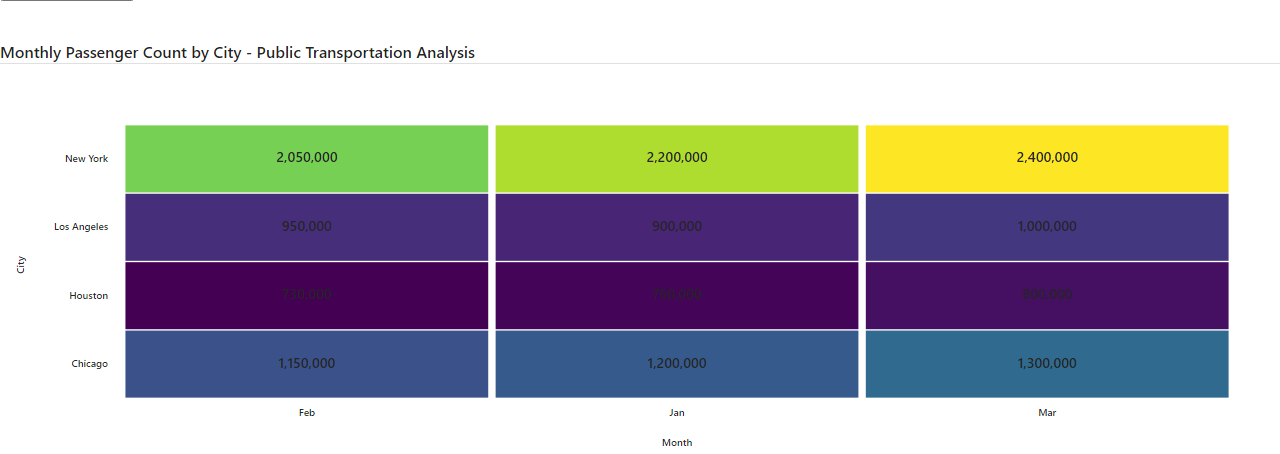 Monthly Passenger Count by City - Public Transportation Analysis
New York 2,050,000 2,200,000 2,400,000
Los Angeles 950,000 900,000 1,000,000
City
Houston 730,000 750,000 800,000
Chicago 1,150,000 1,200,000 1,300,000
Feb Jan Mar
Month